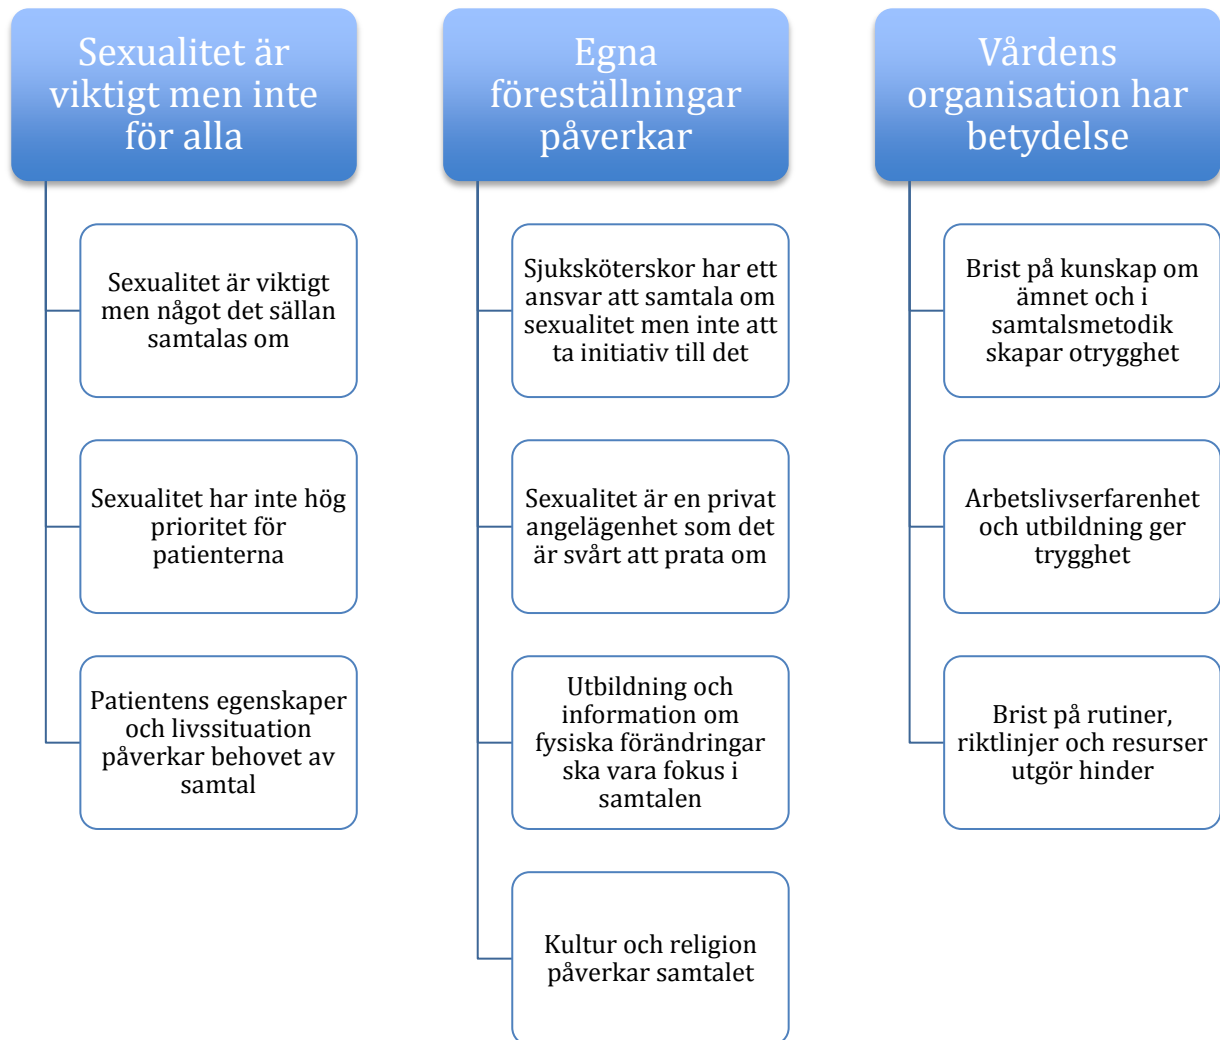 Sexualitet är
viktigt men inte
för alla
Sexualitet är viktigt
men något det sällan
samtalas om
Sexualitet har inte hög
prioritet för
patienterna
Patientens egenskaper
och livssituation
påverkar behovet av
samtal
Egna
föreställningar
påverkar
Sjuksköterskor har ett
ansvar att samtala om
sexualitet men inte att
ta initiativ till det
Sexualitet är en privat
angelägenhet som det
är svårt att prata om
Utbildning och
information om
fysiska förändringar
ska vara fokus i
samtalen
Kultur och religion
påverkar samtalet
Vårdens
organisation har
betydelse
Brist på kunskap om
ämnet och i
samtalsmetodik
skapar otrygghet
Arbetslivserfarenhet
och utbildning ger
trygghet
Brist på rutiner,
riktlinjer och resurser
utgör hinder